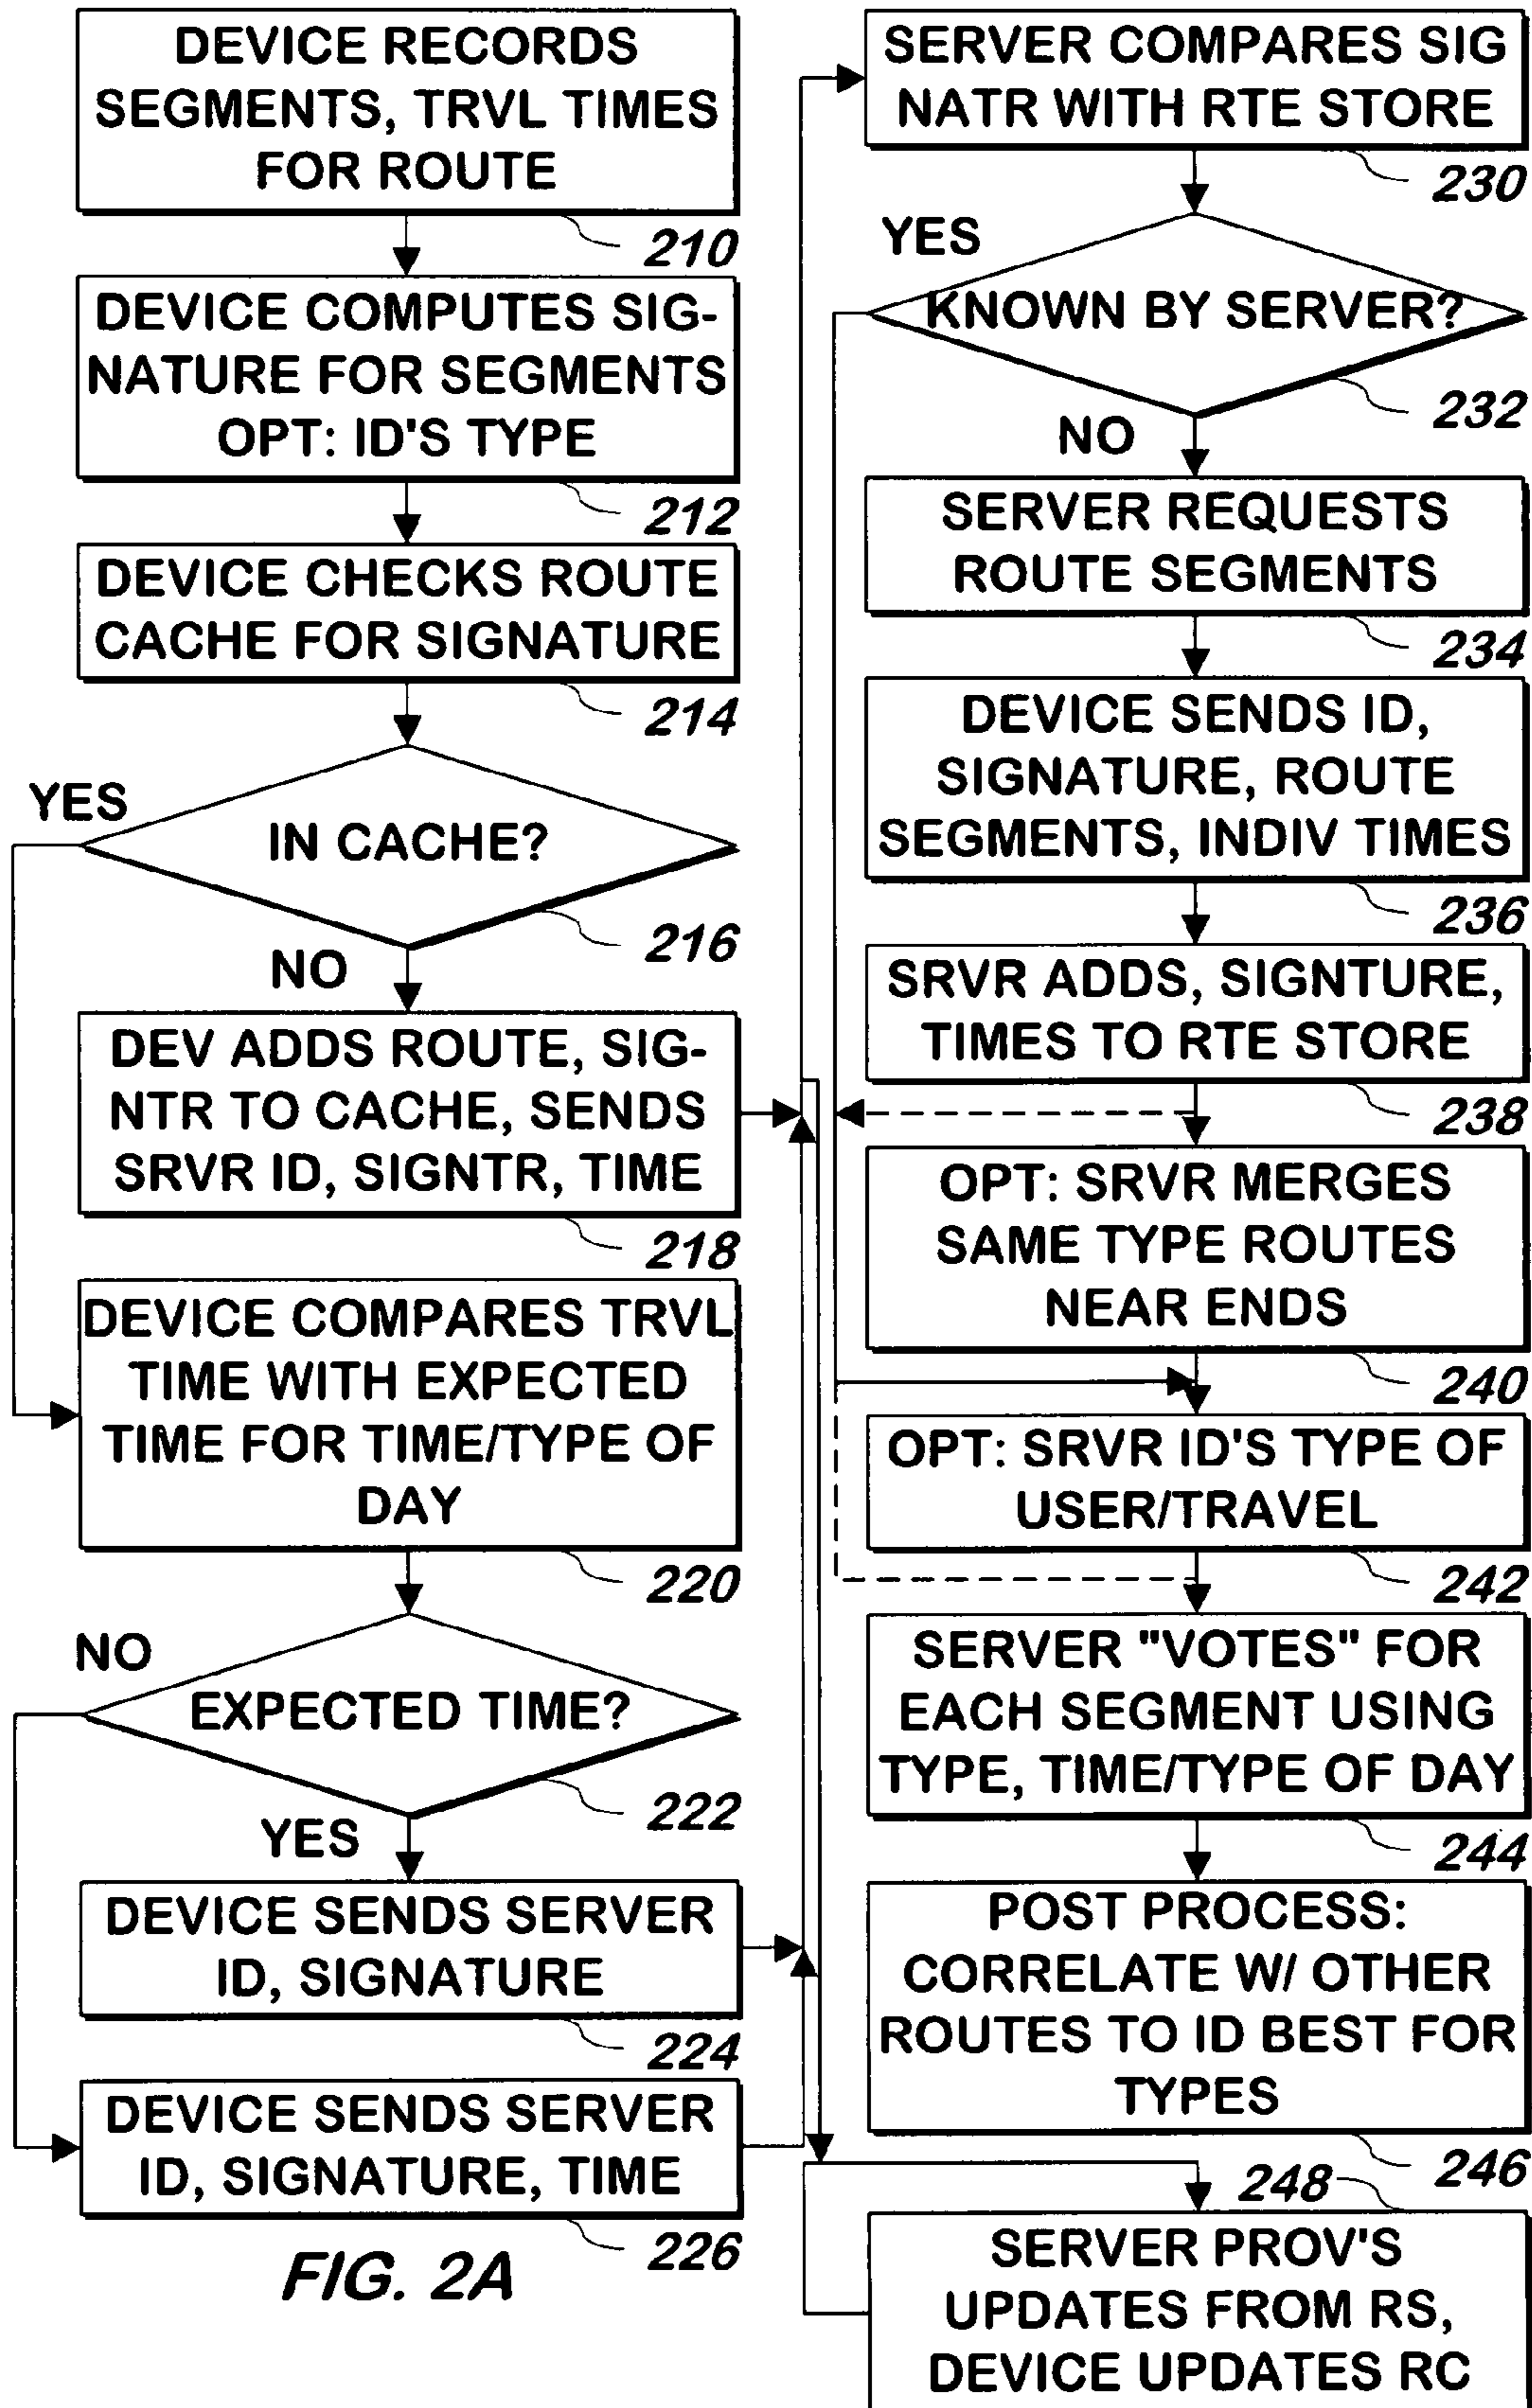 DEVICE RECORDS
SEGMENTS, TRVL TIMES
FOR ROUTE
210
DEVICE COMPUTES SIG-
NATURE FOR SEGMENTS
OPT: ID'S TYPE
212
DEVICE CHECKS ROUTE
CACHE FOR SIGNATURE
214
YES
IN CACHE?
216
NO
DEV ADDS ROUTE, SIG-
NTR TO CACHE, SENDS
SRVR ID, SIGNTR, TIME
218
DEVICE COMPARES TRVL
TIME WITH EXPECTED
TIME FOR TIME/TYPE OF
DAY
220
NO
EXPECTED TIME?
222
YES
DEVICE SENDS SERVER
ID, SIGNATURE
224
DEVICE SENDS SERVER
ID, SIGNATURE, TIME
226
FIG. 2A
SERVER COMPARES SIG
NATR WITH RTE STORE
230
YES
KNOWN BY SERVER?
232
NO
SERVER REQUESTS
ROUTE SEGMENTS
234
DEVICE SENDS ID,
SIGNATURE, ROUTE
SEGMENTS, INDIV TIMES
236
SRVR ADDS, SIGNTURE,
TIMES TO RTE STORE
238
OPT: SRVR MERGES
SAME TYPE ROUTES
NEAR ENDS
240
OPT: SRVR ID'S TYPE OF
USER/TRAVEL
242
SERVER "VOTES" FOR
EACH SEGMENT USING
TYPE, TIME/TYPE OF DAY
244
POST PROCESS:
CORRELATE W/ OTHER
ROUTES TO ID BEST FOR
TYPES
246
248
SERVER PROV'S
UPDATES FROM RS,
DEVICE UPDATES RC